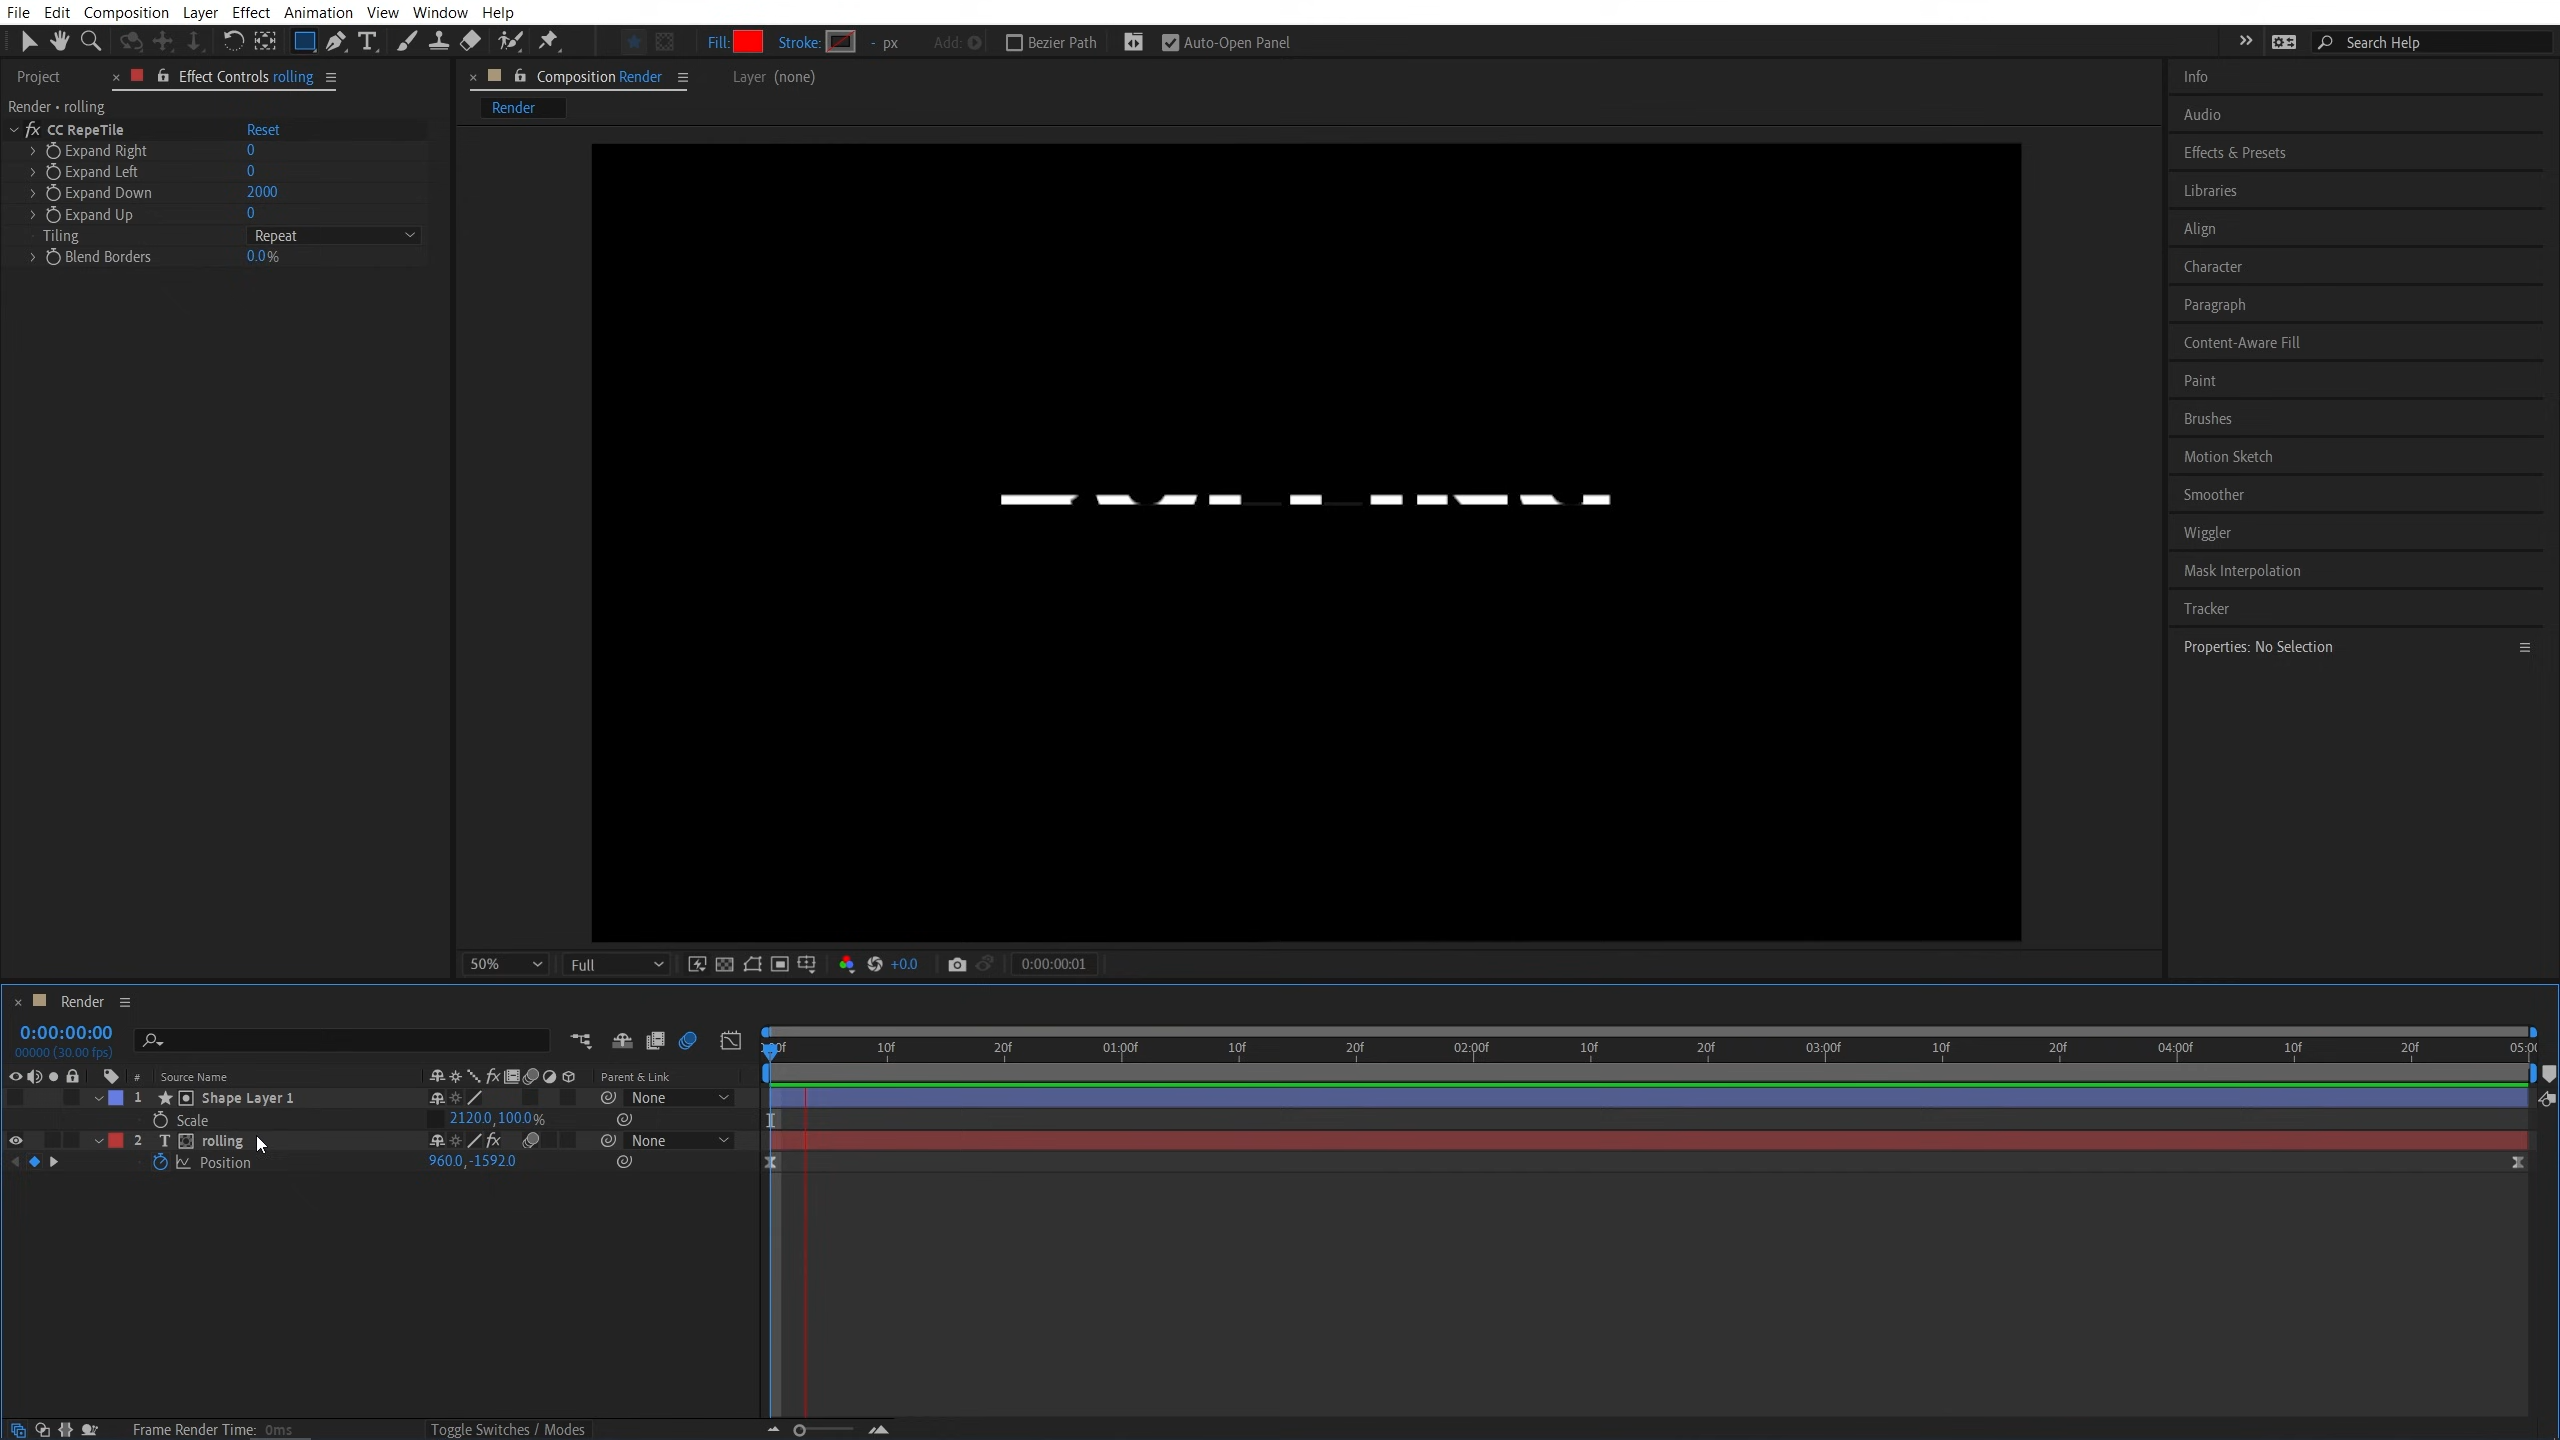 File Edit Composition Layer Effect Animation View Window Help
Fill: Stroke: - px Add: Bezier Path Auto-Open Panel Search Help
Project Effect Controls rolling Composition Render Layer (none) Info
Render • rolling Render
fx CC RepeTile Reset Audio
Expand Right 0 Effects & Presets
Expand Left 0
Expand Down 2000 Libraries
Expand Up 0 Align
Tiling Repeat
Blend Borders 0.0% Character
Paragraph
Content-Aware Fill
Paint
Brushes
Motion Sketch
Smoother
Wiggler
Mask Interpolation
Tracker
Properties: No Selection
50% Full +0.0 0:00:00:01
Render
0:00:00:00
00000 (30.00 fps) 10f 20f 01:00f 10f 20f 02:00f 10f 20f 03:00f 10f 20f 04:00f 10f 20f
# Source Name fx Parent & Link
1 Shape Layer 1 None
Scale 2120.0, 100.0%
2 T rolling fx None
Position 960.0, -1592.0
Frame Render Time: 0ms Toggle Switches / Modes